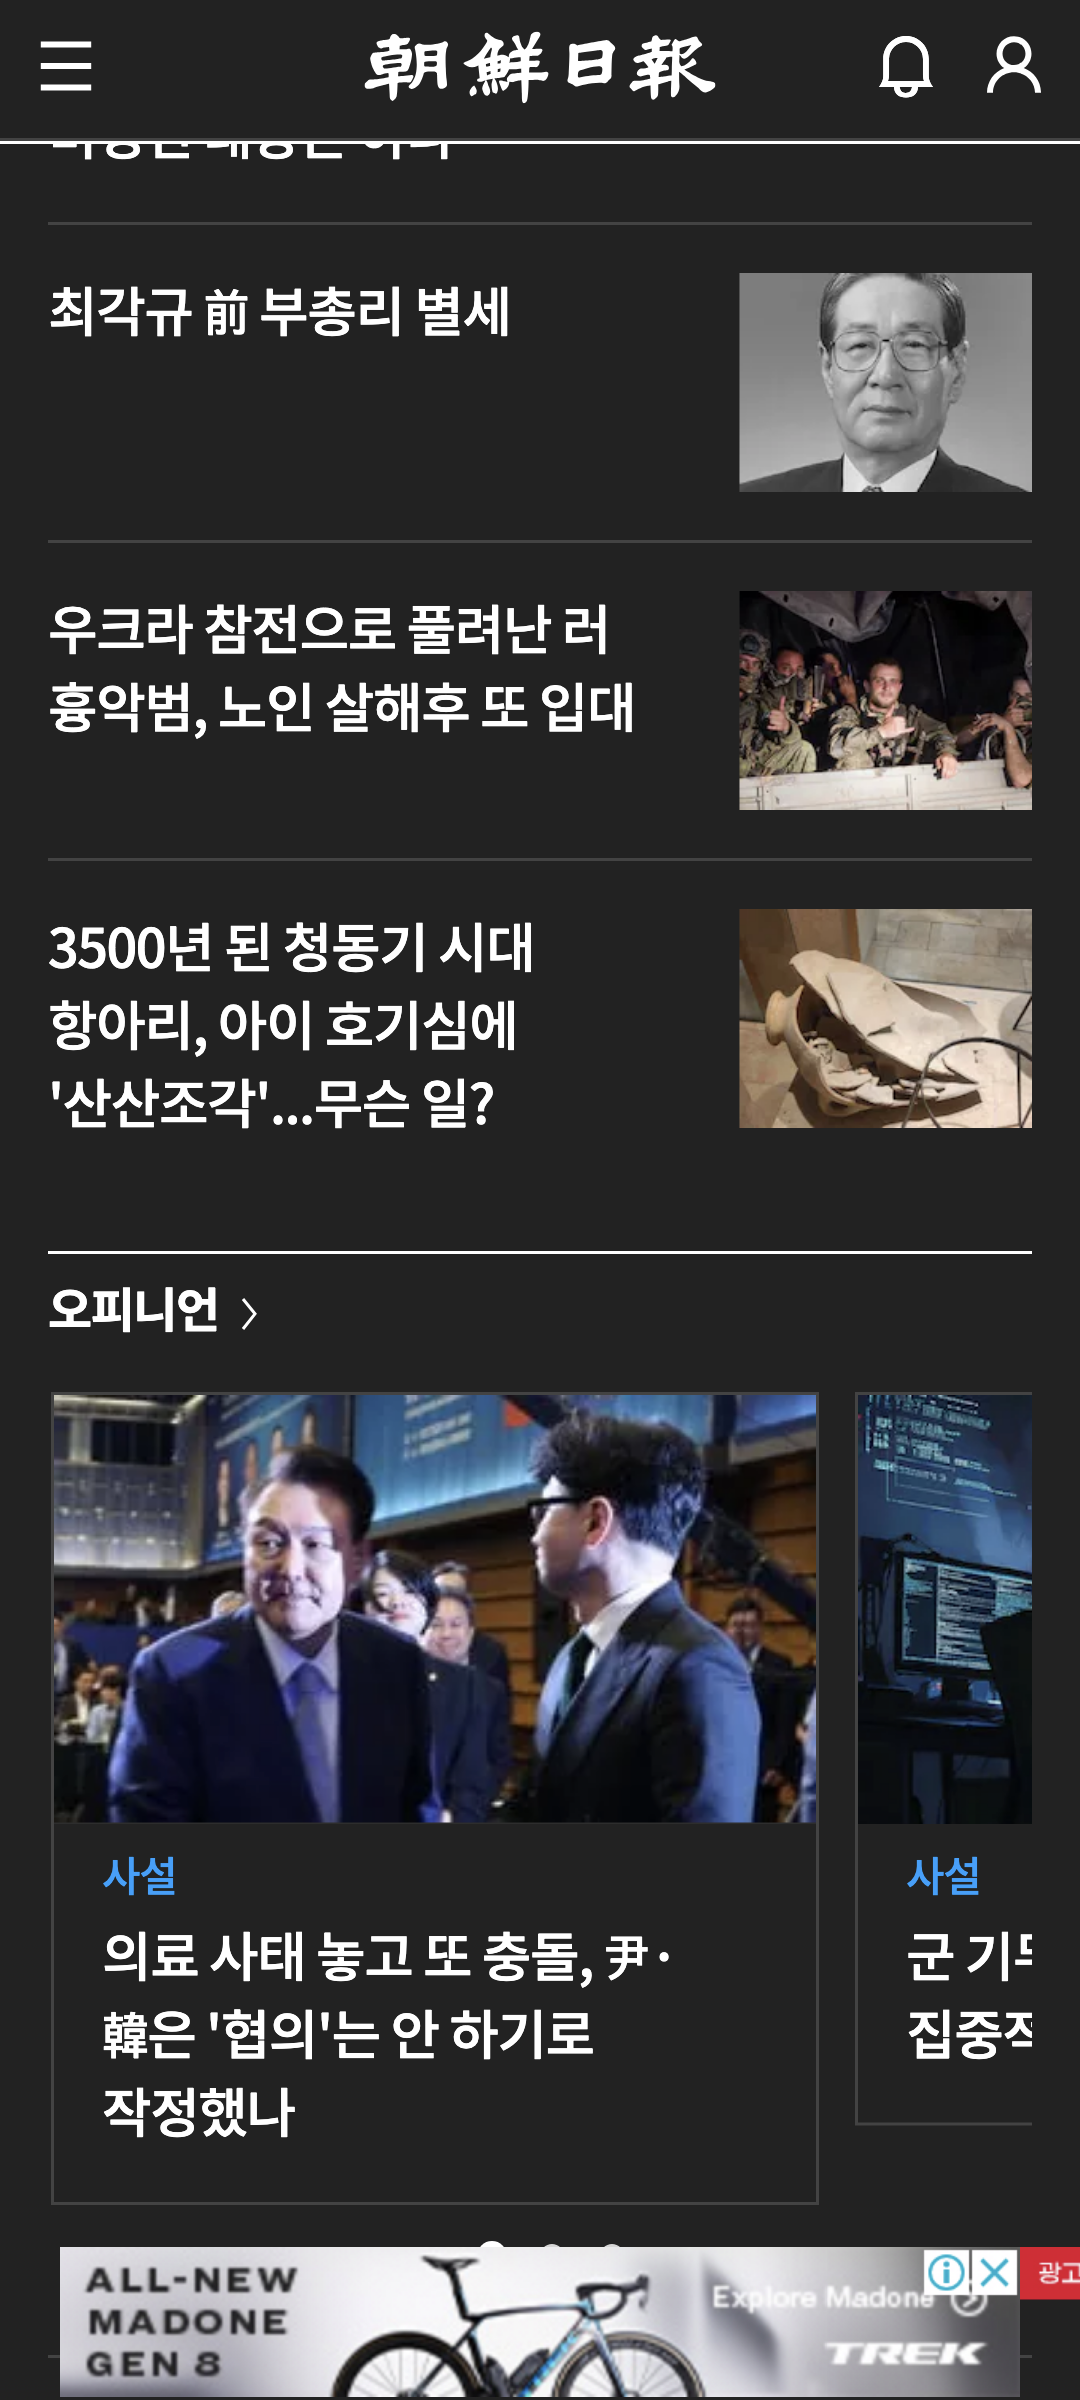 朝鮮日報
최각규 前 부총리 별세
우크라 참전으로 풀려난 러
흉악범, 노인 살해후 또 입대
3500년 된 청동기 시대
항아리, 아이 호기심에
'산산조각'...무슨 일?
오피니언
사설
의료 사태 놓고 또 충돌, 尹·
韓은 '협의'는 안 하기로
작정했나
사설
군
집중
ALL-NEW
MADONE
GEN 8
Explore Madone
TREK
광고